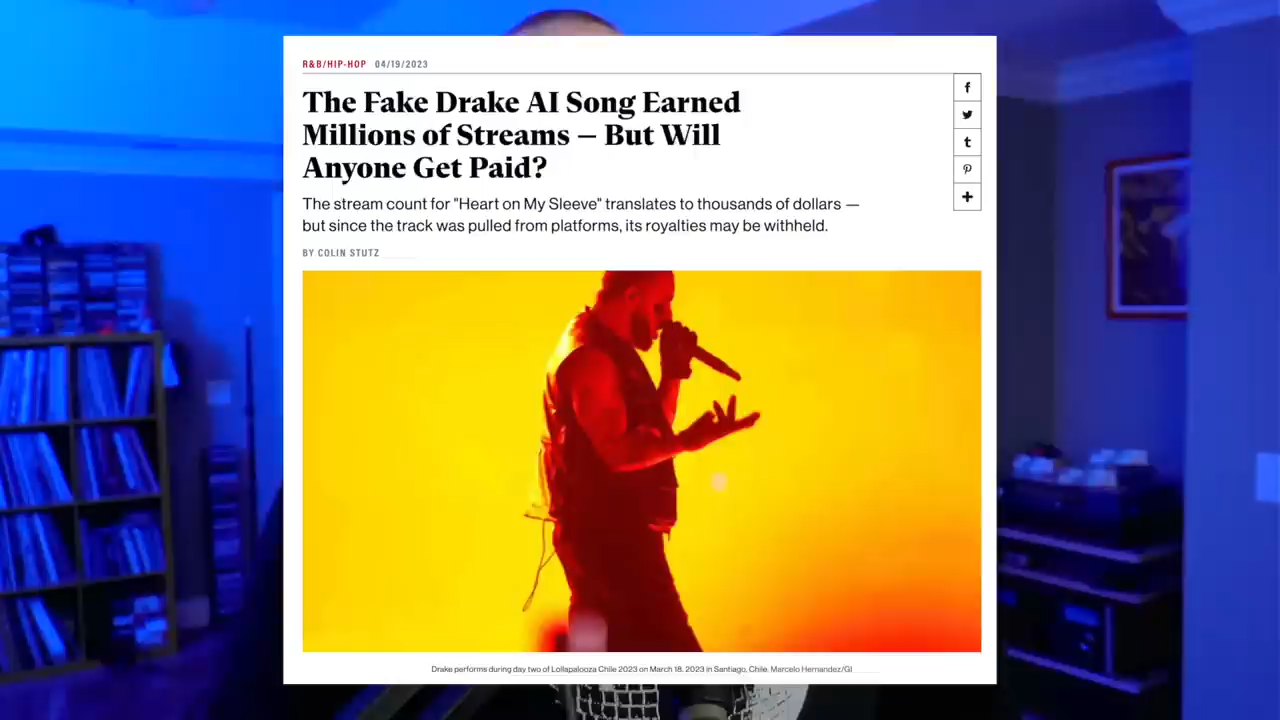 R&B/HIP-HOP 04/19/2023
The Fake Drake AI Song Earned
Millions of Streams — But Will
Anyone Get Paid?
The stream count for "Heart on My Sleeve" translates to thousands of dollars —
but since the track was pulled from platforms, its royalties may be withheld.
BY COLIN STUTZ
Drake performs during day two of Lollapalooza Chile 2023 on March 18, 2023 in Santiago, Chile. Marcelo Hernandez/GI